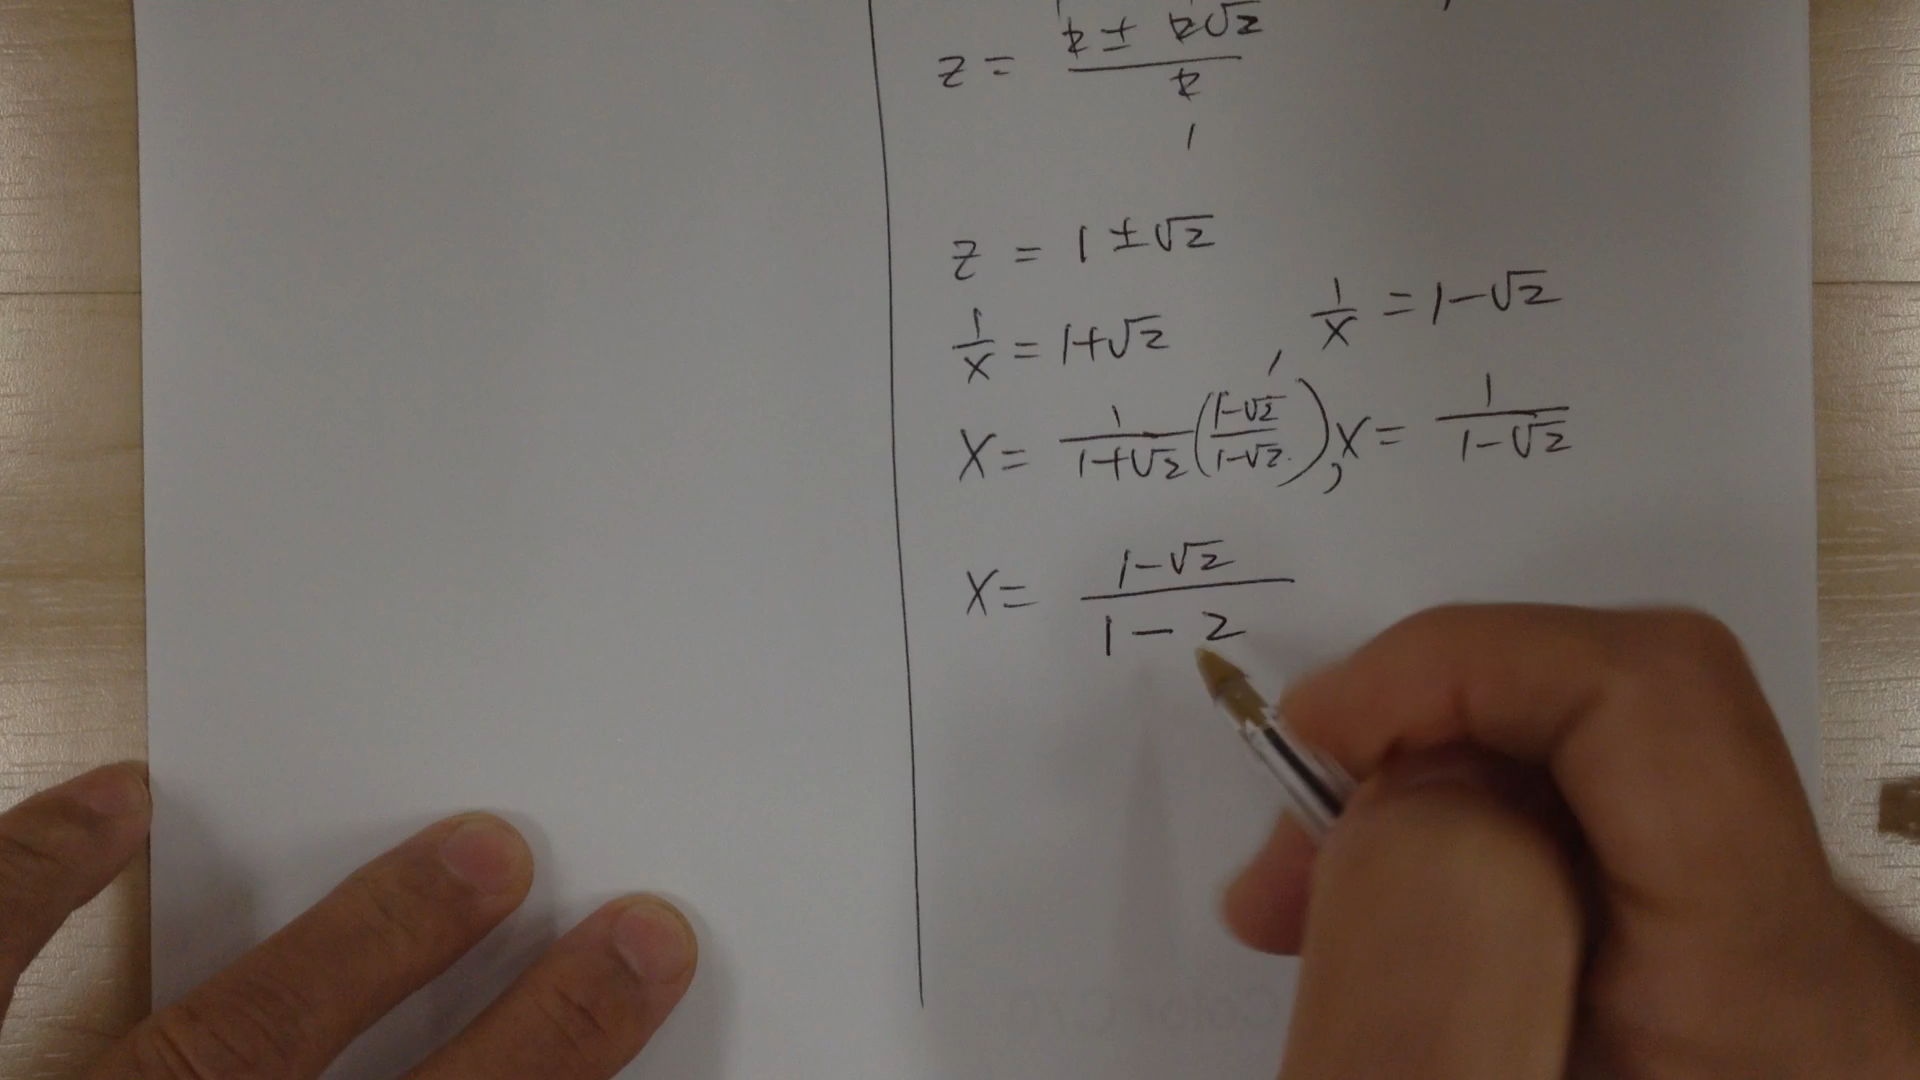 z = 2 ± 2√2 / 2
1
z = 1 ± √2
1/x = 1+√2 , 1/x = 1-√2
x = 1/(1+√2) ((1-√2)/(1-√2)), x = 1/(1-√2)
x = (1-√2)/(1 - 2)